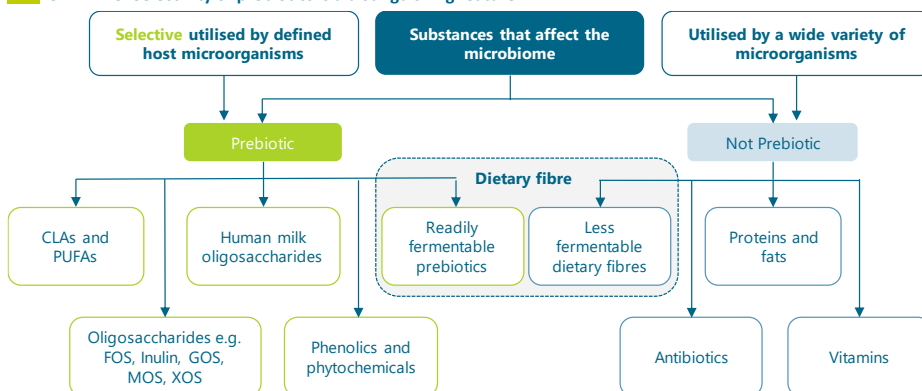 Selective utilised by defined
host microorganisms
Substances that affect the
microbiome
Utilised by a wide variety of
microorganisms
Prebiotic
Not Prebiotic
Dietary fibre
CLAs and
PUFAs
Human milk
oligosaccharides
Readily
fermentable
prebiotics
Less
fermentable
dietary fibres
Proteins and
fats
Oligosaccharides e.g.
FOS, Inulin, GOS,
MOS, XOS
Phenolics and
phytochemicals
Antibiotics
Vitamins